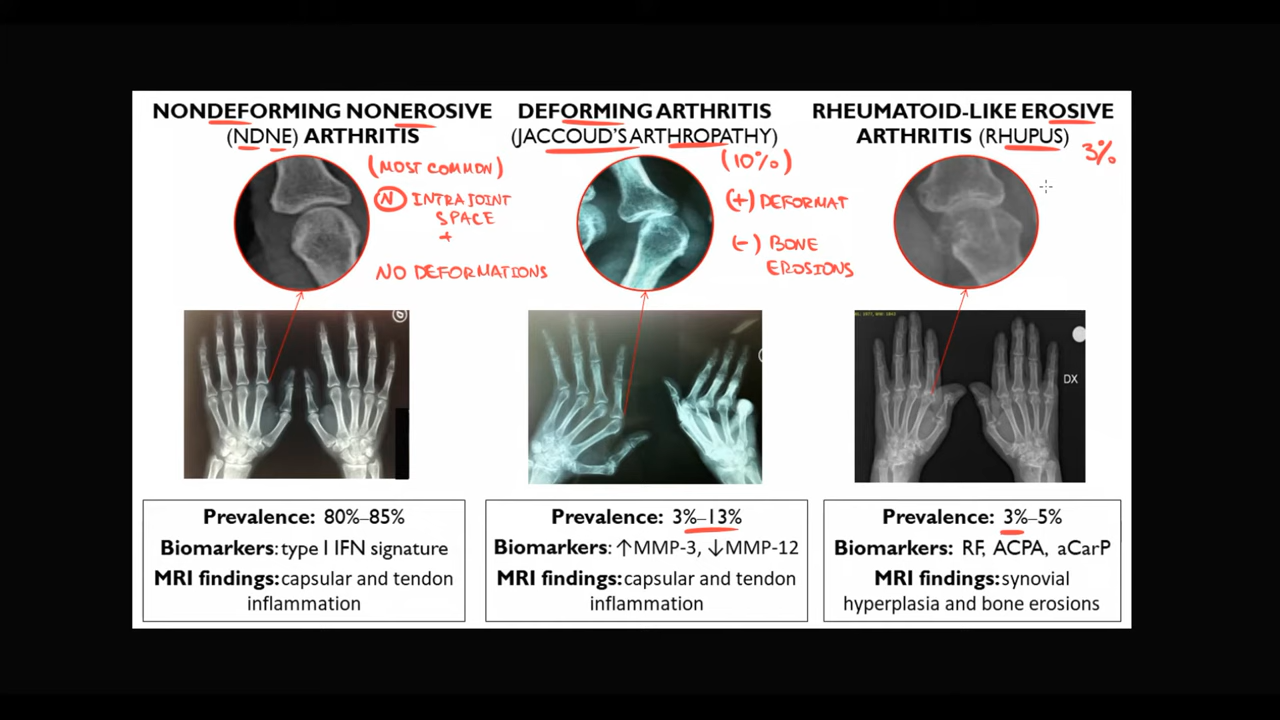 NONDEFORMING NONEROSIVE
(NDNE) ARTHRITIS
(MOST COMMON)
N INTRAJOINT
SPACE
+
NO DEFORMATIONS
Prevalence: 80%–85%
Biomarkers: type I IFN signature
MRI findings: capsular and tendon
inflammation
DEFORMING ARTHRITIS
(JACCOUD'S ARTHROPATHY)
(10%)
(+) DEFORMAT
(-) BONE
EROSIONS
Prevalence: 3%–13%
Biomarkers: ↑MMP-3, ↓MMP-12
MRI findings: capsular and tendon
inflammation
RHEUMATOID-LIKE EROSIVE
ARTHRITIS (RHUPUS)
3%
DX
Prevalence: 3%–5%
Biomarkers: RF, ACPA, aCarP
MRI findings: synovial
hyperplasia and bone erosions